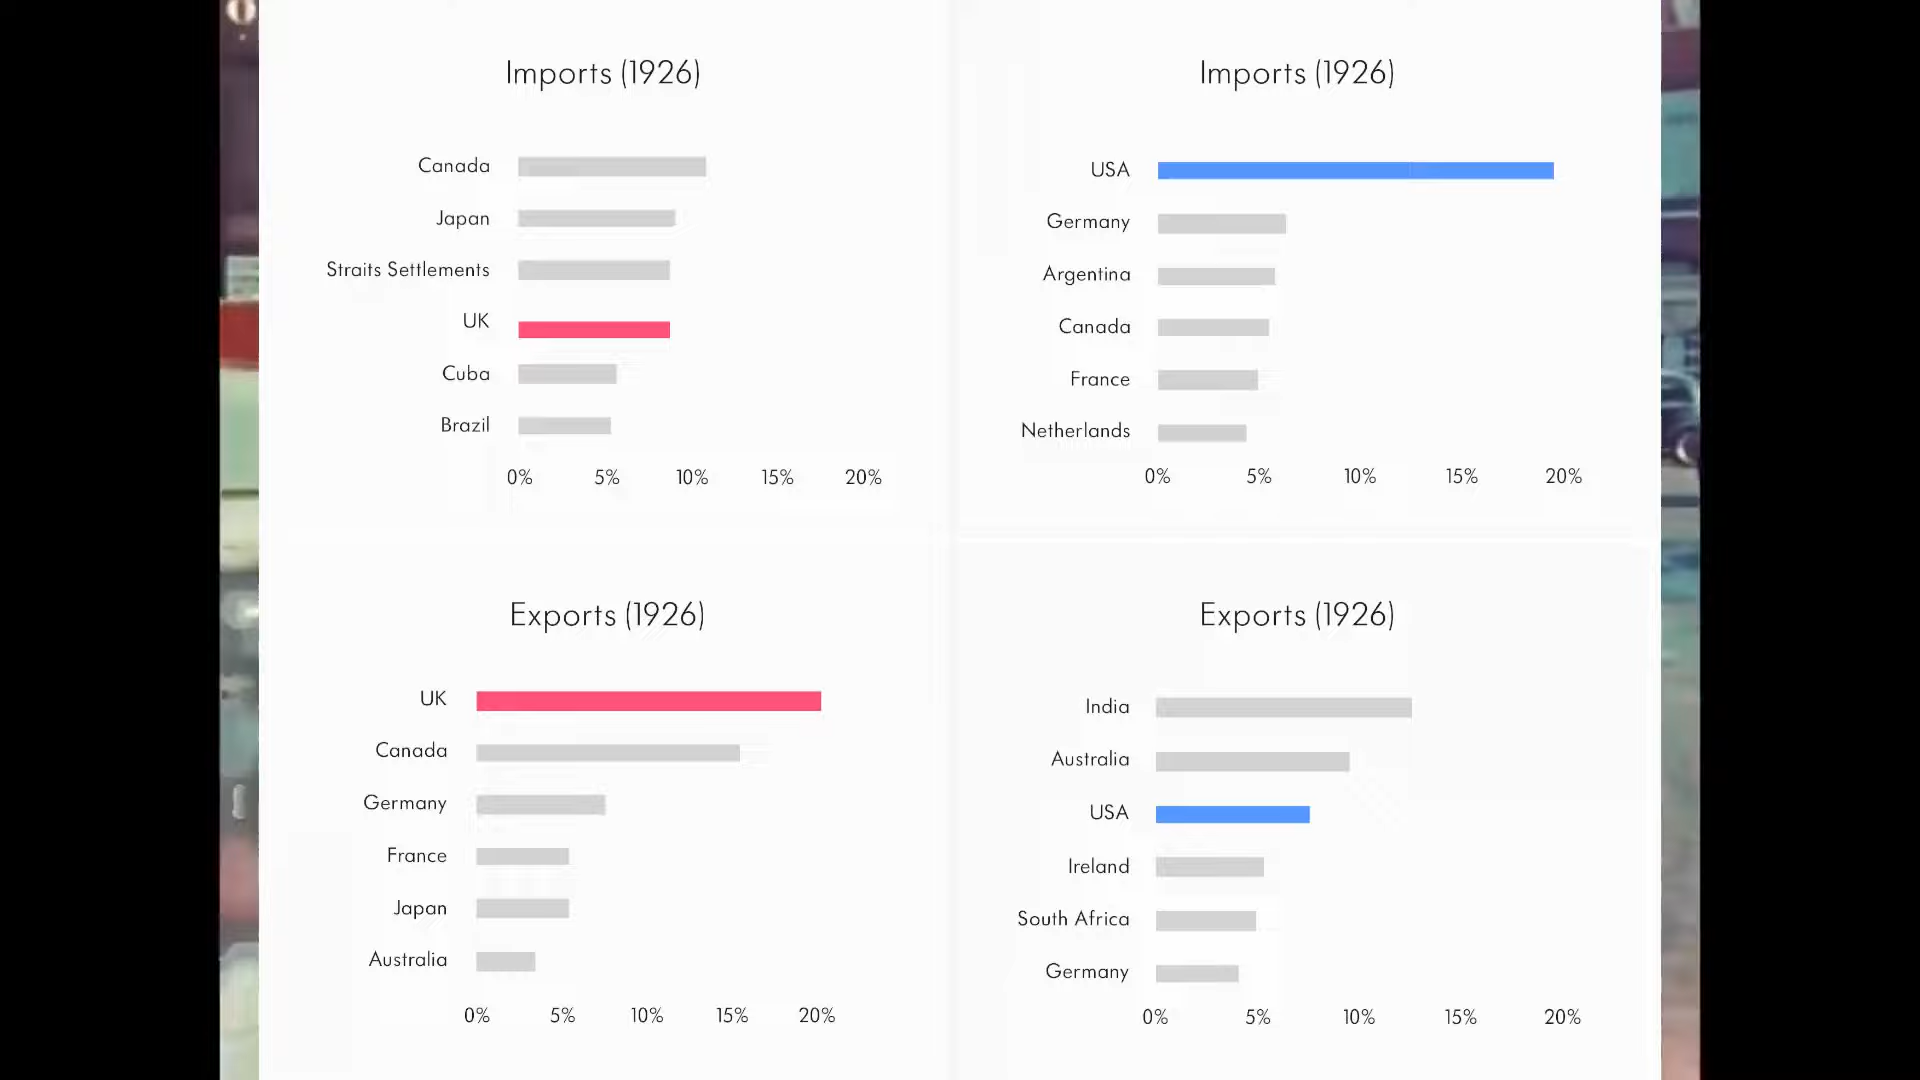 Imports (1926)
Canada
Japan
Straits Settlements
UK
Cuba
Brazil
0% 5% 10% 15% 20%
Imports (1926)
USA
Germany
Argentina
Canada
France
Netherlands
0% 5% 10% 15% 20%
Exports (1926)
UK
Canada
Germany
France
Japan
Australia
0% 5% 10% 15% 20%
Exports (1926)
India
Australia
USA
Ireland
South Africa
Germany
0% 5% 10% 15% 20%